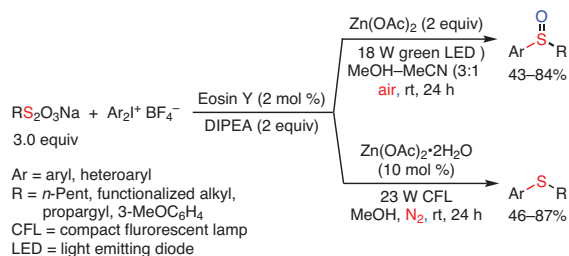 Zn(OAc)₂ (2 equiv)
18 W green LED )
MeOH–MeCN (3:1
air, rt, 24 h
O
Ar S R
43–84%
RS₂O₃Na + Ar₂I⁺ BF₄⁻
3.0 equiv
Eosin Y (2 mol %)
DIPEA (2 equiv)
Zn(OAc)₂•2H₂O
(10 mol %)
23 W CFL
MeOH, N₂, rt, 24 h
Ar S R
46–87%
Ar = aryl, heteroaryl
R = n-Pent, functionalized alkyl,
propargyl, 3-MeOC₆H₄
CFL = compact flurorescent lamp
LED = light emitting diode